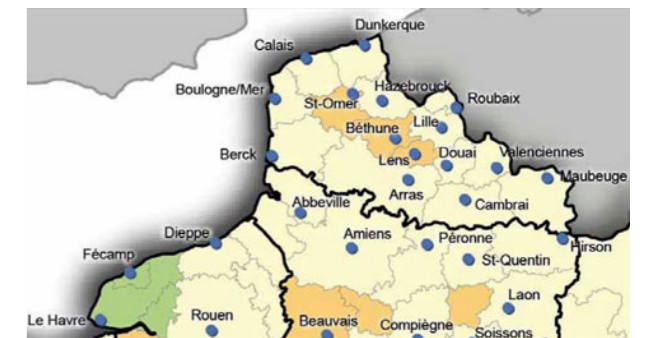 Dunkerque
Calais
Boulogne/Mer
Hazebrouck
St-Omer
Roubaix
Béthune
Lille
Berck
Lens
Douai
Valenciennes
Maubeuge
Arras
Cambrai
Abbeville
Dieppe
Amiens
Péronne
Hirson
Fécamp
St-Quentin
Laon
Le Havre
Rouen
Beauvais
Compiègne
Soissons